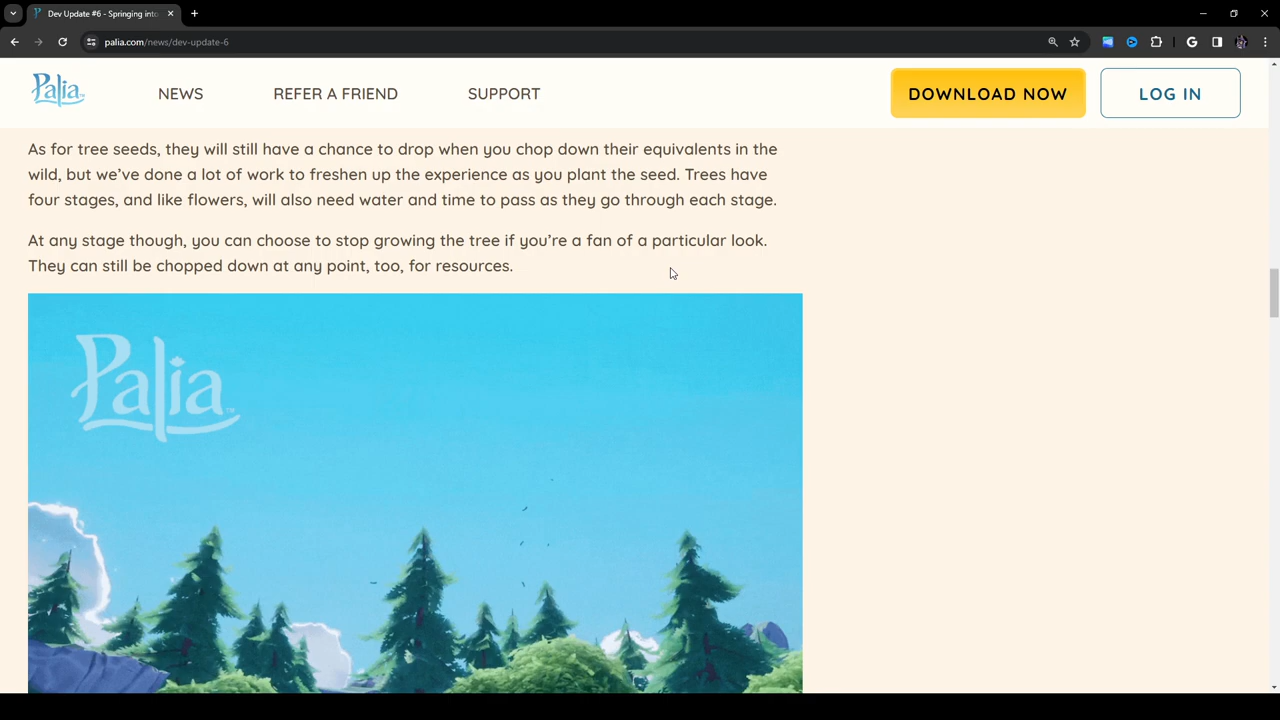 Dev Update #6 - Springing into
palia.com/news/dev-update-6
Palia
NEWS
REFER A FRIEND
SUPPORT
DOWNLOAD NOW
LOG IN
As for tree seeds, they will still have a chance to drop when you chop down their equivalents in the
wild, but we’ve done a lot of work to freshen up the experience as you plant the seed. Trees have
four stages, and like flowers, will also need water and time to pass as they go through each stage.
At any stage though, you can choose to stop growing the tree if you’re a fan of a particular look.
They can still be chopped down at any point, too, for resources.
Palia™